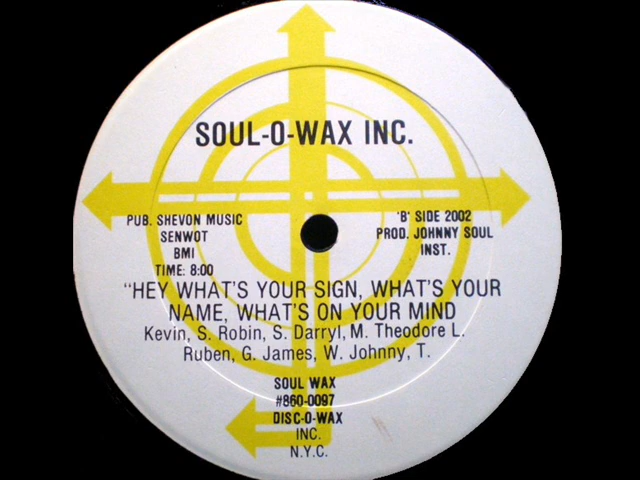 SOUL-O-WAX INC.
PUB. SHEVON MUSIC
SENWOT
BMI
TIME: 8:00
'B' SIDE 2002
PROD. JOHNNY SOUL
INST.
"HEY WHAT'S YOUR SIGN, WHAT'S YOUR
NAME, WHAT'S ON YOUR MIND
Kevin, S. Robin, S. Darryl, M. Theodore L.
Ruben, G. James, W. Johnny, T.
SOUL WAX
#860-0097
DISC-O-WAX
INC.
N.Y.C.